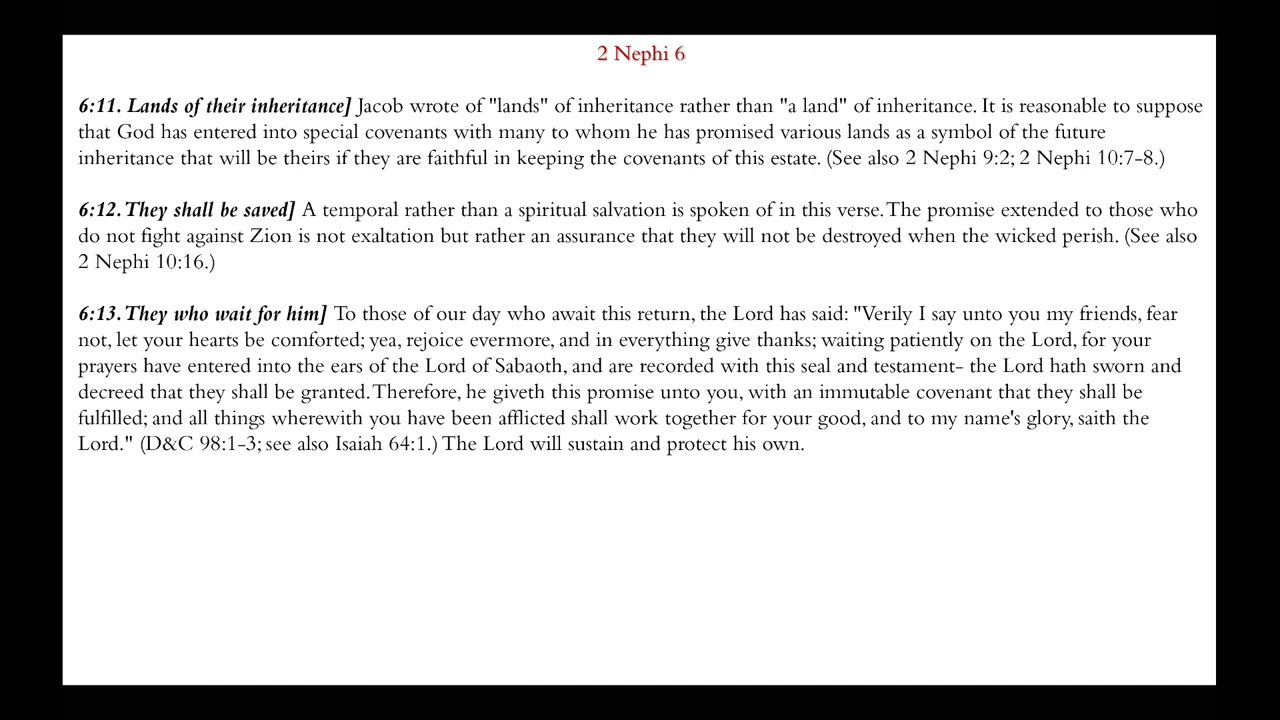 2 Nephi 6
6:11. Lands of their inheritance] Jacob wrote of "lands" of inheritance rather than "a land" of inheritance. It is reasonable to suppose
that God has entered into special covenants with many to whom he has promised various lands as a symbol of the future
inheritance that will be theirs if they are faithful in keeping the covenants of this estate. (See also 2 Nephi 9:2; 2 Nephi 10:7-8.)
6:12. They shall be saved] A temporal rather than a spiritual salvation is spoken of in this verse. The promise extended to those who
do not fight against Zion is not exaltation but rather an assurance that they will not be destroyed when the wicked perish. (See also
2 Nephi 10:16.)
6:13. They who wait for him] To those of our day who await this return, the Lord has said: "Verily I say unto you my friends, fear
not, let your hearts be comforted; yea, rejoice evermore, and in everything give thanks; waiting patiently on the Lord, for your
prayers have entered into the ears of the Lord of Sabaoth, and are recorded with this seal and testament- the Lord hath sworn and
decreed that they shall be granted. Therefore, he giveth this promise unto you, with an immutable covenant that they shall be
fulfilled; and all things wherewith you have been afflicted shall work together for your good, and to my name's glory, saith the
Lord." (D&C 98:1-3; see also Isaiah 64:1.) The Lord will sustain and protect his own.